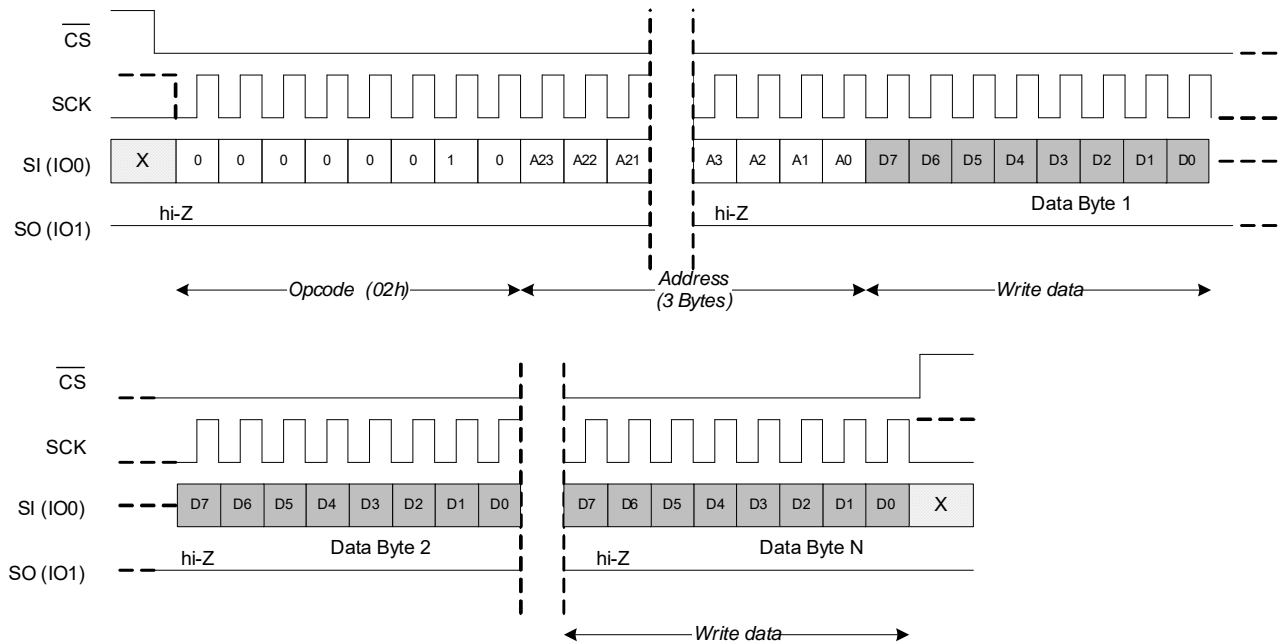 CS
SCK
SI (IO0) X 0 0 0 0 0 0 1 0 A23 A22 A21 A3 A2 A1 A0 D7 D6 D5 D4 D3 D2 D1 D0
hi-Z hi-Z Data Byte 1
SO (IO1)
Opcode (02h) Address (3 Bytes) Write data
CS
SCK
SI (IO0) D7 D6 D5 D4 D3 D2 D1 D0 D7 D6 D5 D4 D3 D2 D1 D0 X
hi-Z Data Byte 2 hi-Z Data Byte N
SO (IO1)
Write data